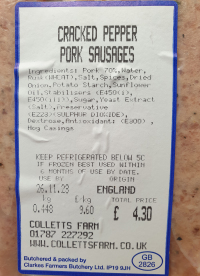 CRACKED PEPPER
PORK SAUSAGES
Ingredients: Pork 70%, Water,
Rusk (WHEAT), Salt, Spices, Dried
Onion, Potato Starch, Sunflower
Oil, Stabilisers (E450(i),
E450(iii)), Sugar, Yeast Extract
(Salt), Preservative
(E223)(SULPHUR DIOXIDE),
Dextrose, Antioxidant: (E300),
Hog Casings
KEEP REFRIGERATED BELOW 5C
IF FROZEN BEST USED WITHIN
6 MONTHS OF USE BY DATE.
USE BY ORIGIN
26.11.23 ENGLAND
kg £/kg TOTAL PRICE
0.448 9.60 £ 4.30
COLLETTS FARM
01787 227292
WWW.COLLETTSFARM.CO.UK
Butchered & packed by
Clarkes Farmers Butchery Ltd. IP19 9JH
GB
2826